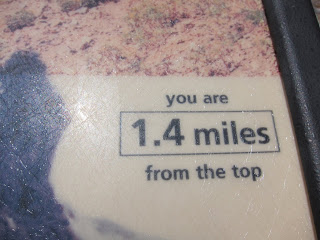 you are
1.4 miles
from the top